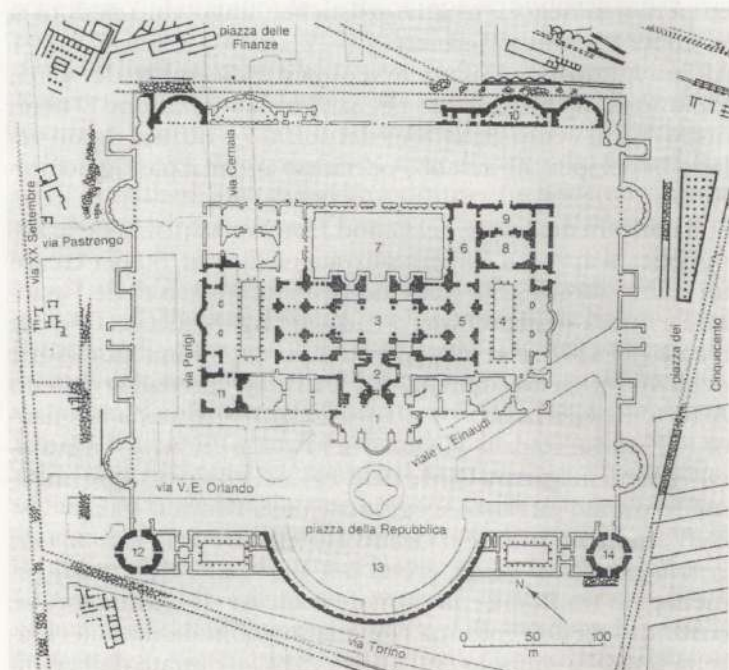 piazza delle
Finanze
10
via Cernaia
via XX Settembre
via Pastrengo
9
7
6
8
3
5
4
via Parigi
2
11
1
piazza dei
Cinquecento
viale L. Einaudi
via V.E. Orlando
piazza della Repubblica
12
13
14
N
via Torino
0 50 100
m